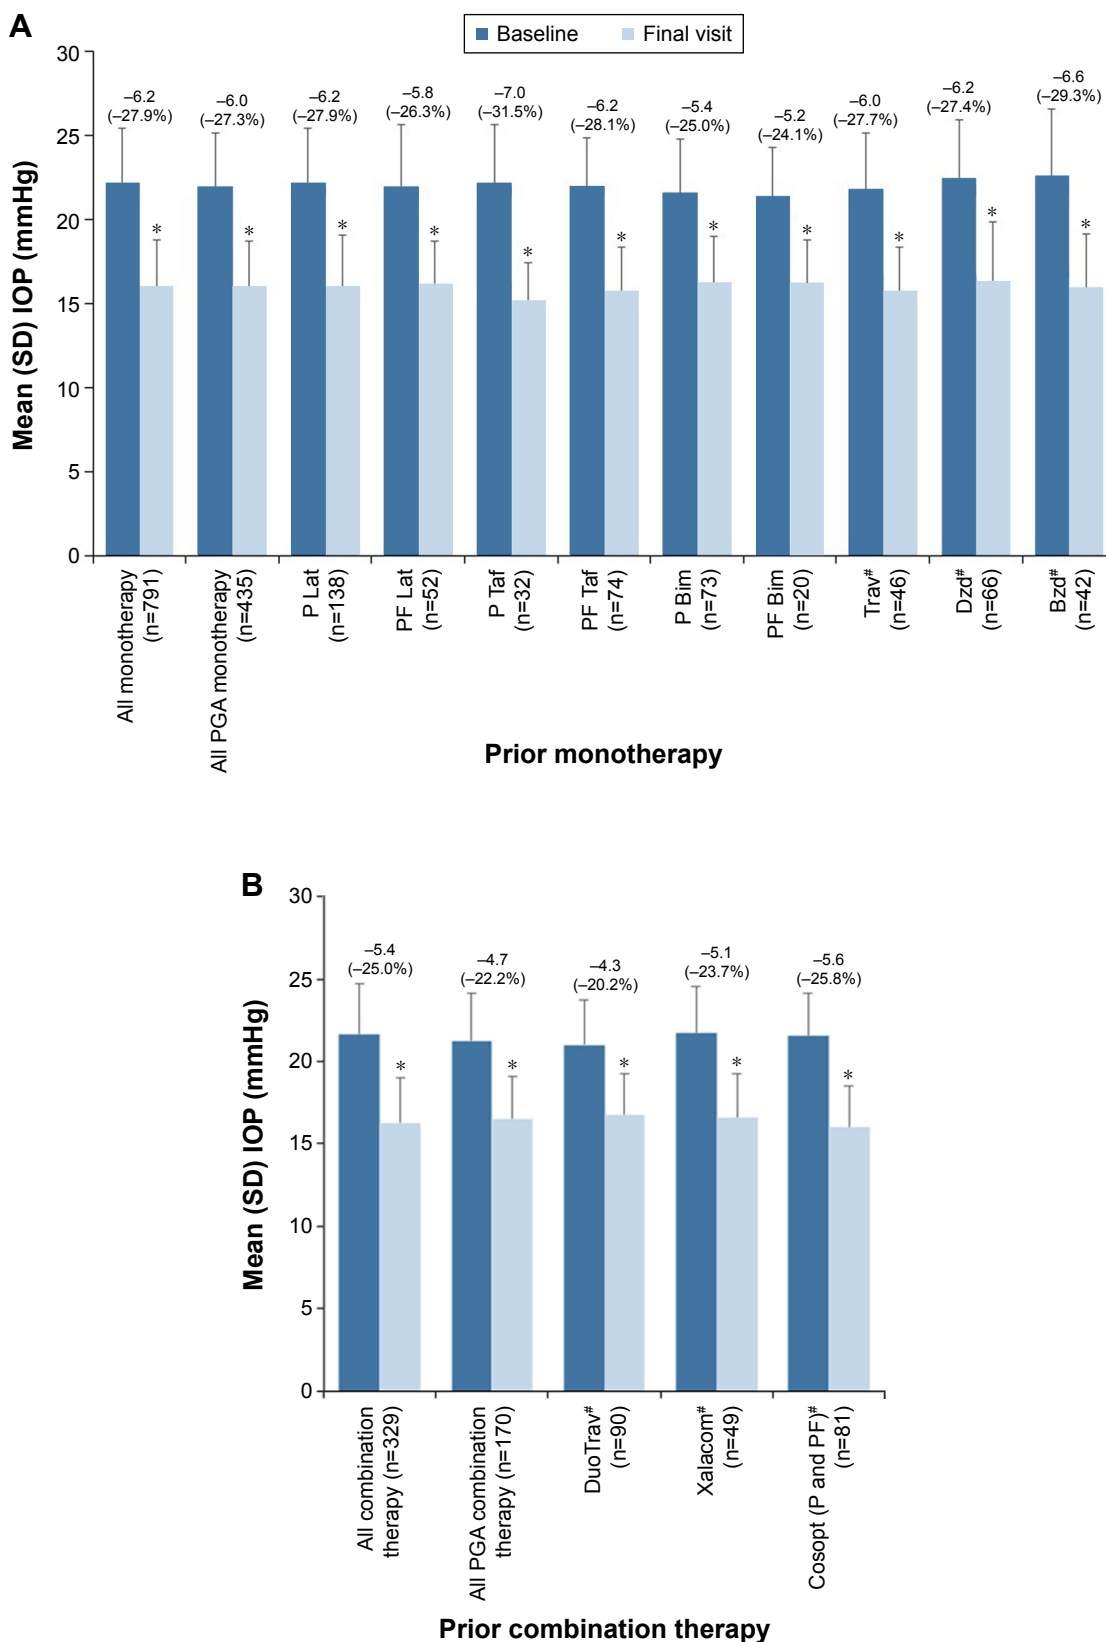 A
Baseline
Final visit
Mean (SD) IOP (mmHg)
30
25
20
15
10
5
0
–6.2
(–27.9%)
–6.0
(–27.3%)
–6.2
(–27.9%)
–5.8
(–26.3%)
–7.0
(–31.5%)
–6.2
(–28.1%)
–5.4
(–25.0%)
–5.2
(–24.1%)
–6.0
(–27.7%)
–6.2
(–27.4%)
–6.6
(–29.3%)
* * * * * * * * * * *
All monotherapy
(n=791)
All PGA monotherapy
(n=435)
P Lat
(n=138)
PF Lat
(n=52)
P Taf
(n=32)
PF Taf
(n=74)
P Bim
(n=73)
PF Bim
(n=20)
Trav#
(n=46)
Dzd#
(n=66)
Bzd#
(n=42)
Prior monotherapy
B
Mean (SD) IOP (mmHg)
30
25
20
15
10
5
0
–5.4
(–25.0%)
–4.7
(–22.2%)
–4.3
(–20.2%)
–5.1
(–23.7%)
–5.6
(–25.8%)
* * * * *
All combination
therapy (n=329)
All PGA combination
therapy (n=170)
DuoTrav#
(n=90)
Xalacom#
(n=49)
Cosopt (P and PF)#
(n=81)
Prior combination therapy